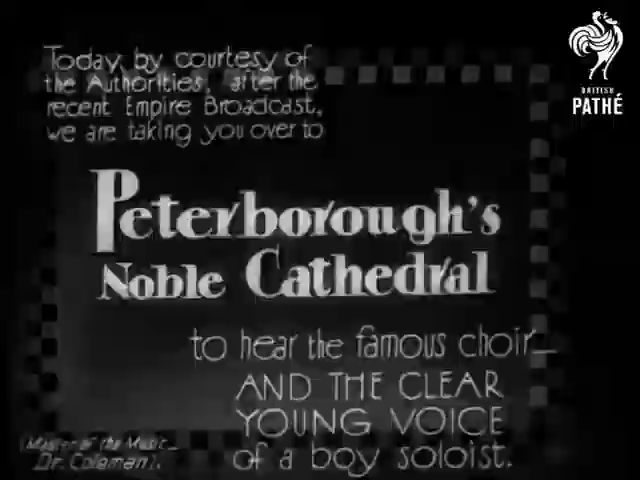 Today, by courtesy of
the Authorities, after the
recent Empire Broadcast,
we are taking you over to
Peterborough's
Noble Cathedral
to hear the famous choir—
AND THE CLEAR
YOUNG VOICE
of a boy soloist.
(Master of the Music—
Dr. Coleman).
BRITISH
PATHÉ